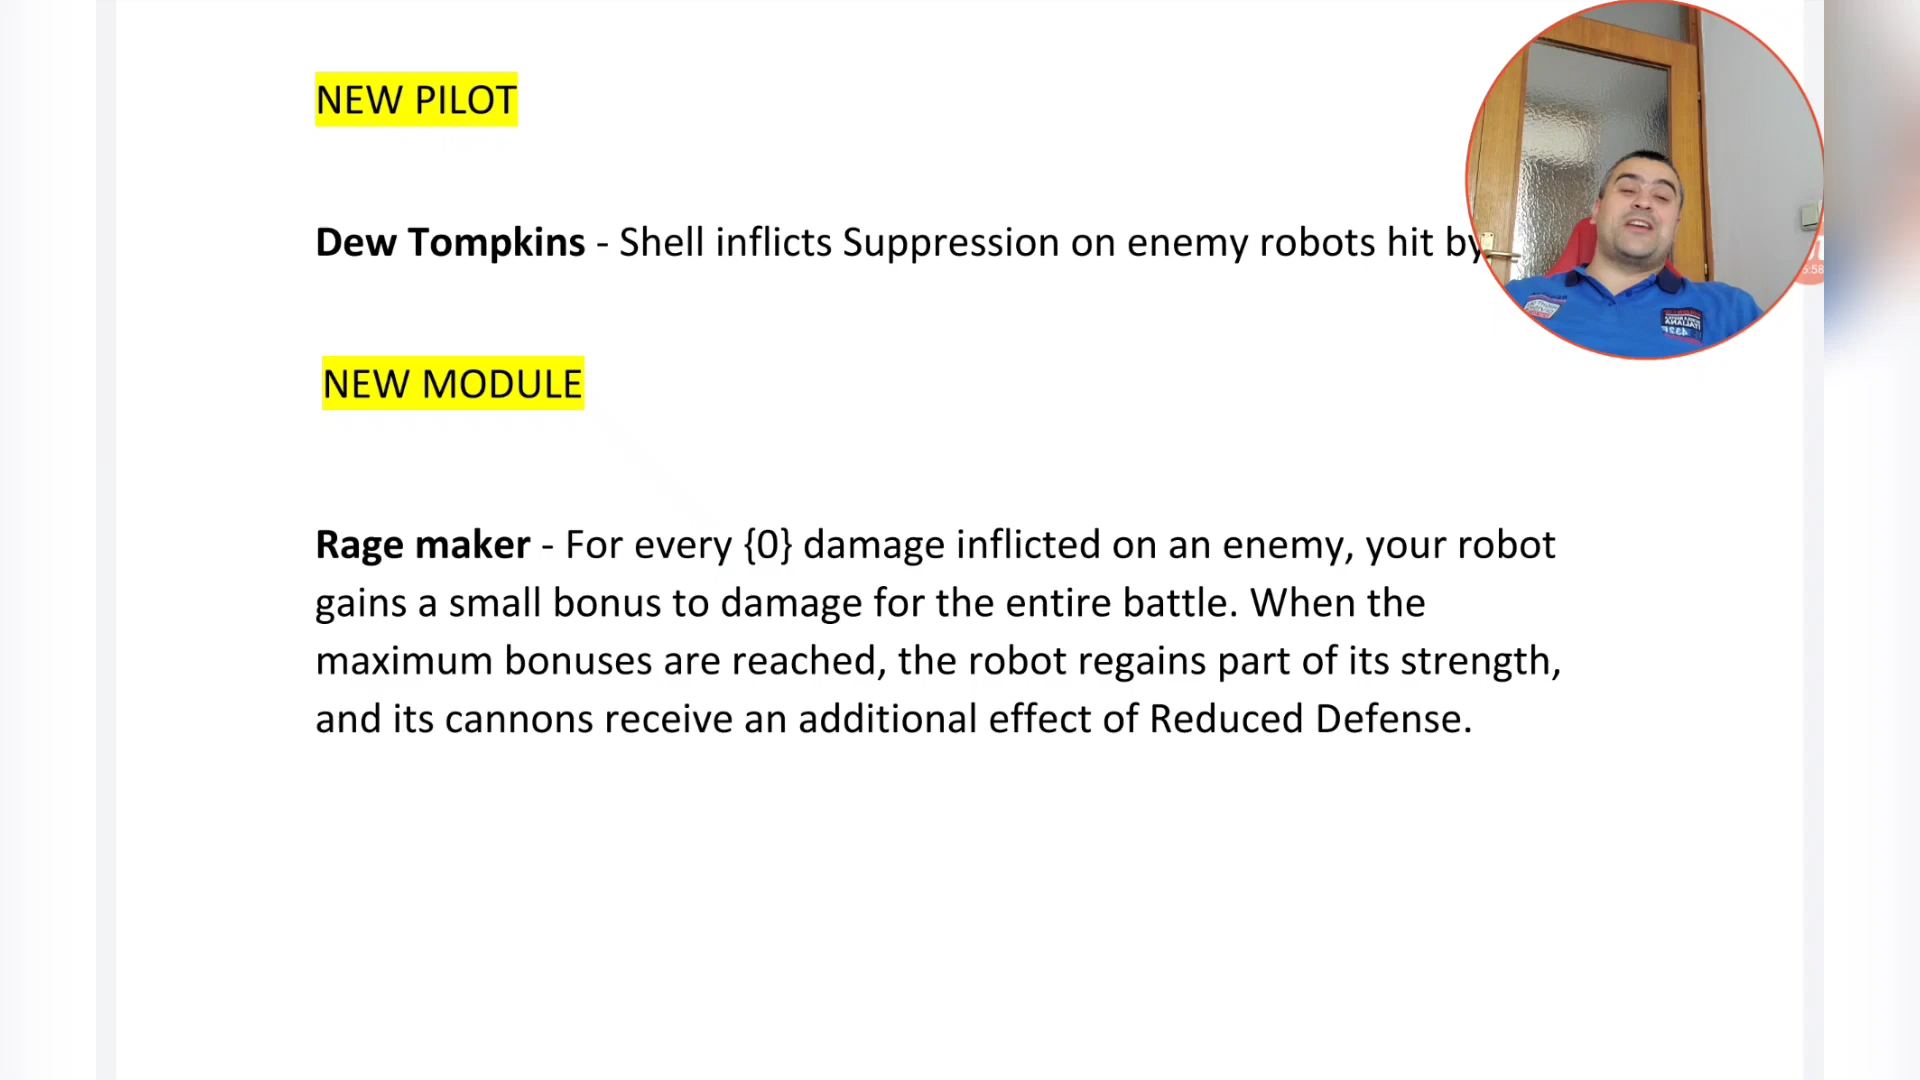 NEW PILOT
Dew Tompkins - Shell inflicts Suppression on enemy robots hit by
NEW MODULE
Rage maker - For every {0} damage inflicted on an enemy, your robot
gains a small bonus to damage for the entire battle. When the
maximum bonuses are reached, the robot regains part of its strength,
and its cannons receive an additional effect of Reduced Defense.
ITALIANA